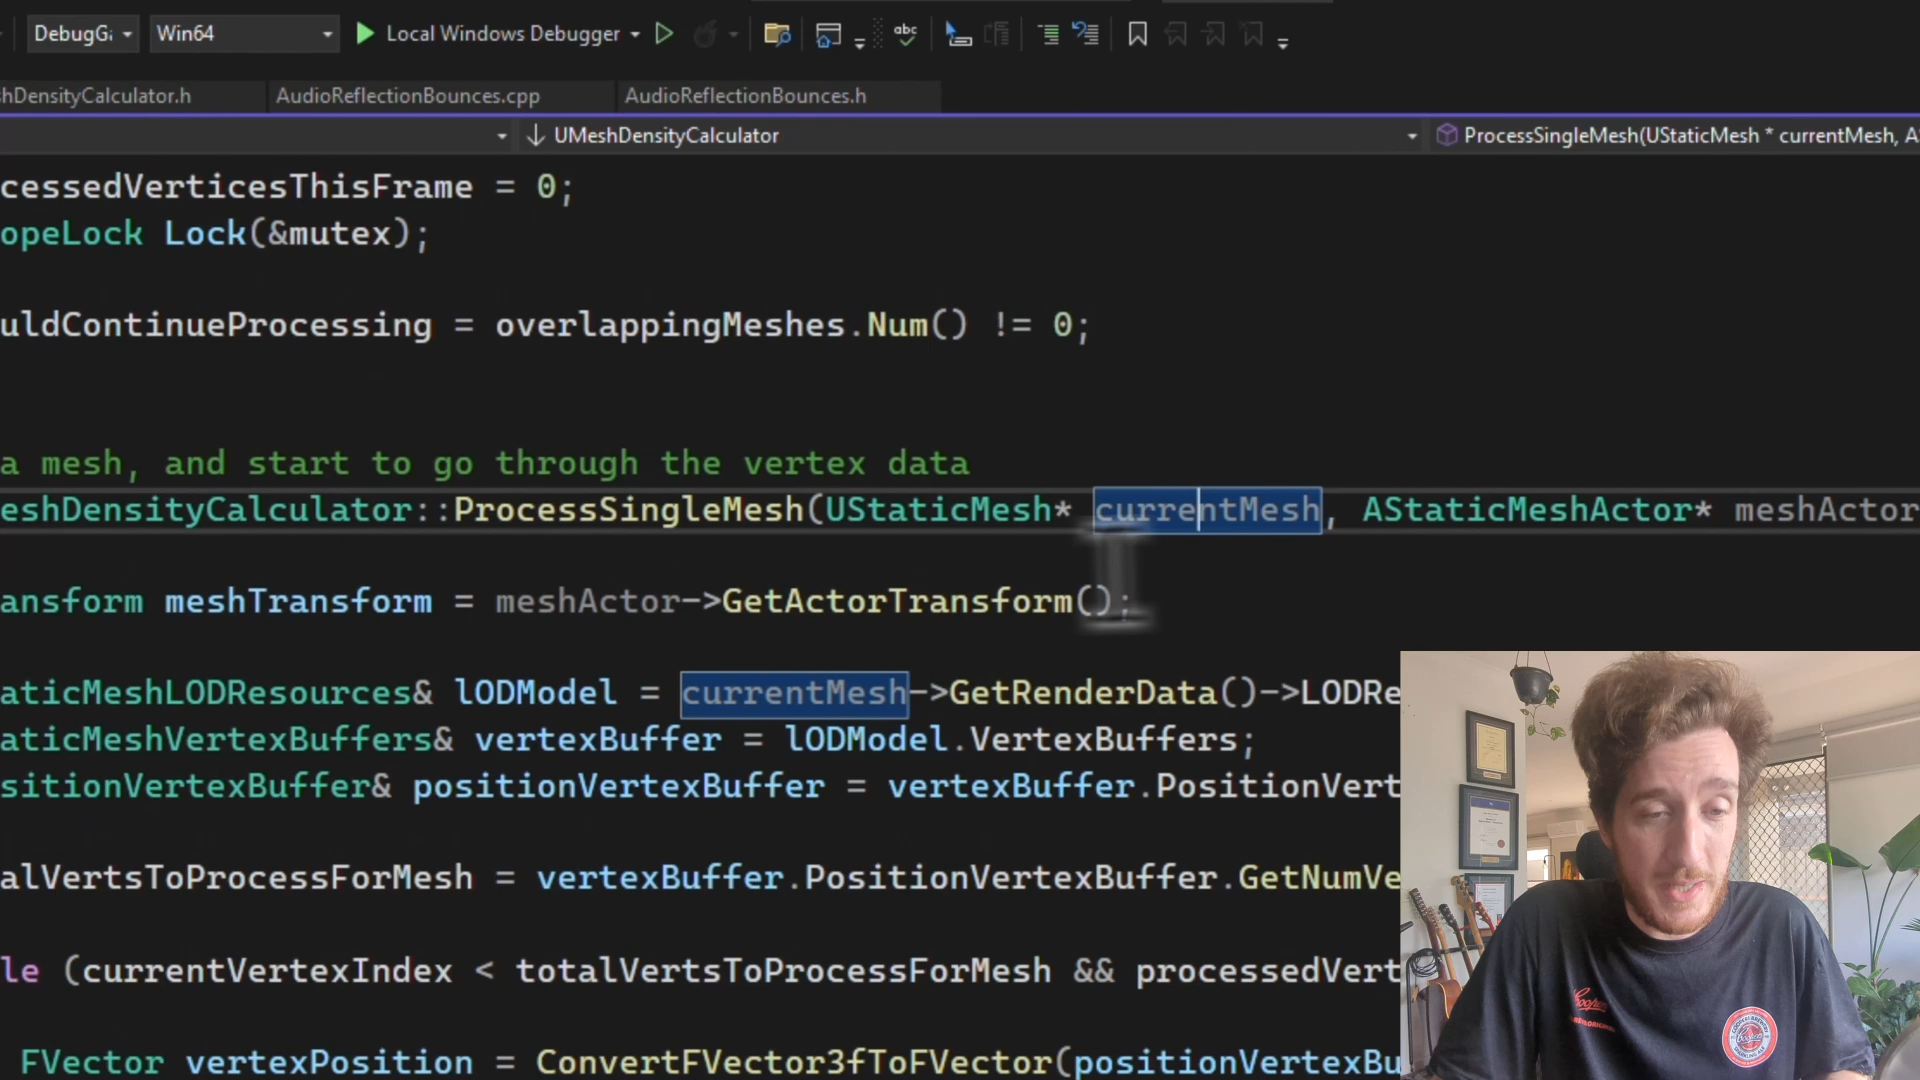 DebugG Win64 Local Windows Debugger abc
hDensityCalculator.h AudioReflectionBounces.cpp AudioReflectionBounces.h
UMeshDensityCalculator ProcessSingleMesh(UStaticMesh * currentMesh, A
cessedVerticesThisFrame = 0;
opeLock Lock(&mutex);
uldContinueProcessing = overlappingMeshes.Num() != 0;
a mesh, and start to go through the vertex data
eshDensityCalculator::ProcessSingleMesh(UStaticMesh* currentMesh, AStaticMeshActor* meshActor
ansform meshTransform = meshActor->GetActorTransform();
aticMeshLODResources& lODModel = currentMesh->GetRenderData()->LODRe
aticMeshVertexBuffers& vertexBuffer = lODModel.VertexBuffers;
sitionVertexBuffer& positionVertexBuffer = vertexBuffer.PositionVert
alVertsToProcessForMesh = vertexBuffer.PositionVertexBuffer.GetNumVe
le (currentVertexIndex < totalVertsToProcessForMesh && processedVert
FVector vertexPosition = ConvertFVector3fToFVector(positionVertexBu